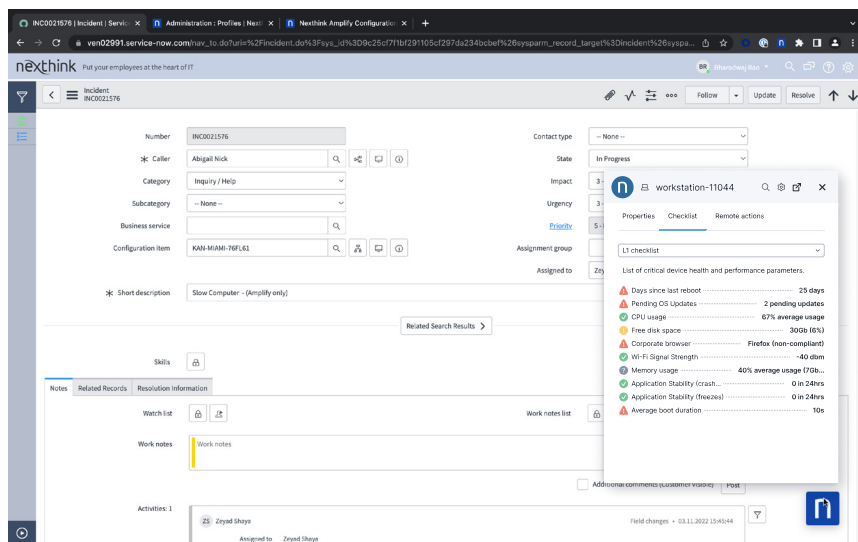 INC0021576 | Incident | Servic
Administration : Profiles | Next
Nexthink Amplify Configuration
ven02991.service-now.com/nav_to.do?uri=%2Fincident.do%3Fsys_id%3D9c25cf7f1bf291105cf297da234bcbef%26sysparm_record_target%3Dincident%26syspa...
nexthink Put your employees at the heart of IT
BR Bharadwaj Rao
Incident
INC0021576
Follow Update Resolve
Number INC0021576 Contact type -- None --
Caller Abigail Nick State In Progress
Category Inquiry / Help Impact 3 -
Subcategory -- None -- Urgency 3 -
Business service Priority 5 -
Configuration item KAN-MIAMI-76FL61 Assignment group
Assigned to Zey
Short description Slow Computer - (Amplify only)
Related Search Results
Skills
Notes Related Records Resolution Information
Watch list Work notes list
Work notes Work notes
Additional comments (Customer visible) Post
Activities: 1
ZS Zeyad Shaya Field changes • 03.11.2022 15:45:44
Assigned to Zeyad Shaya
n workstation-11044
Properties Checklist Remote actions
L1 checklist
List of critical device health and performance parameters.
Days since last reboot 25 days
Pending OS Updates 2 pending updates
CPU usage 67% average usage
Free disk space 30Gb (6%)
Corporate browser Firefox (non-compliant)
Wi-Fi Signal Strength -40 dbm
Memory usage 40% average usage (7Gb...
Application Stability (crash... 0 in 24hrs
Application Stability (freezes) 0 in 24hrs
Average boot duration 10s
n